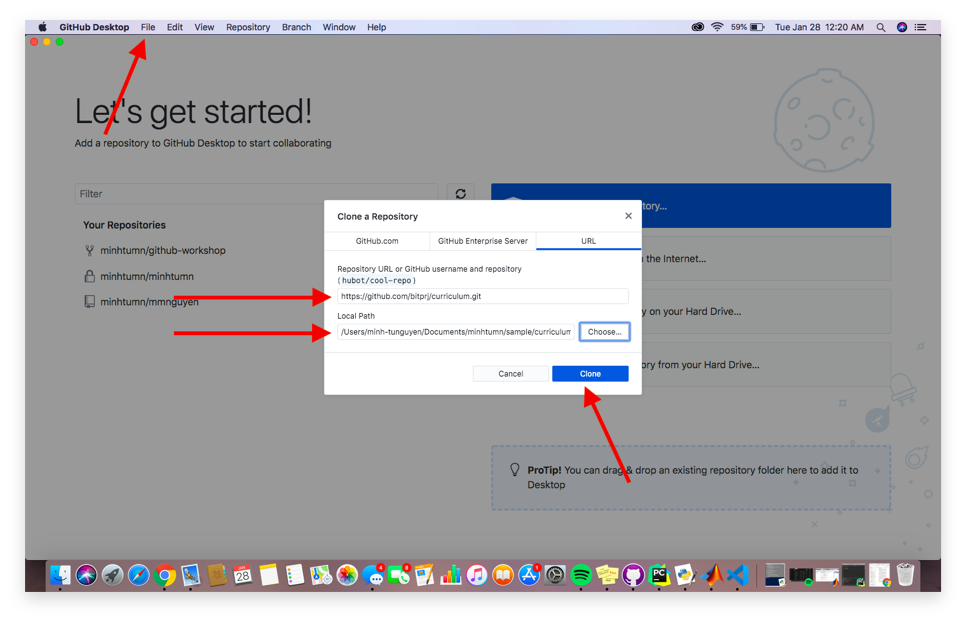 GitHub Desktop File Edit View Repository Branch Window Help 59% Tue Jan 28 12:20 AM
Let's get started!
Add a repository to GitHub Desktop to start collaborating
Filter
Your Repositories
minhtumn/github-workshop
minhtumn/minhtumn
minhtumn/mmnguyen
Clone a Repository
GitHub.com GitHub Enterprise Server URL
Repository URL or GitHub username and repository
(hubot/cool-repo)
https://github.com/bitprj/curriculum.git
Local Path
/Users/minh-tunguyen/Documents/minhtumn/sample/curriculum Choose...
Cancel Clone
tory...
the Internet...
y on your Hard Drive...
ory from your Hard Drive...
ProTip! You can drag & drop an existing repository folder here to add it to
Desktop
28
4
1
PC